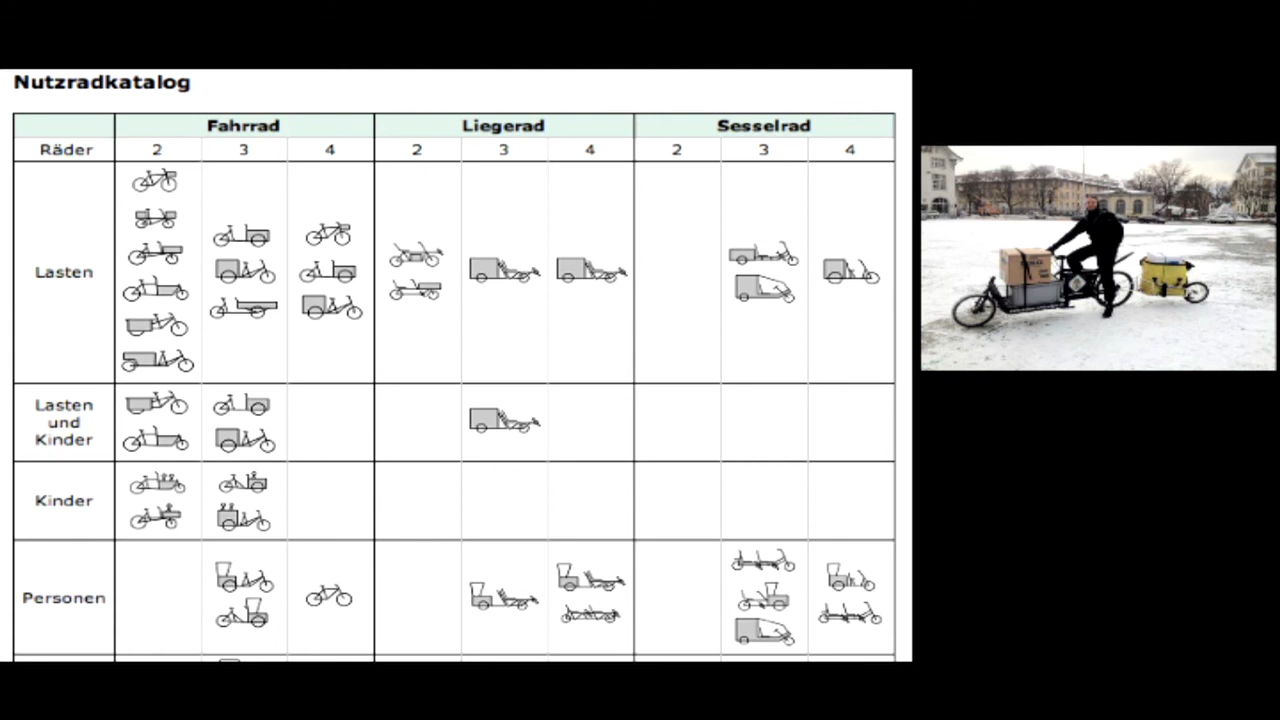 Nutzradkatalog
Fahrrad Liegerad Sesselrad
Räder 2 3 4 2 3 4 2 3 4
Lasten
Lasten
und
Kinder
Kinder
Personen